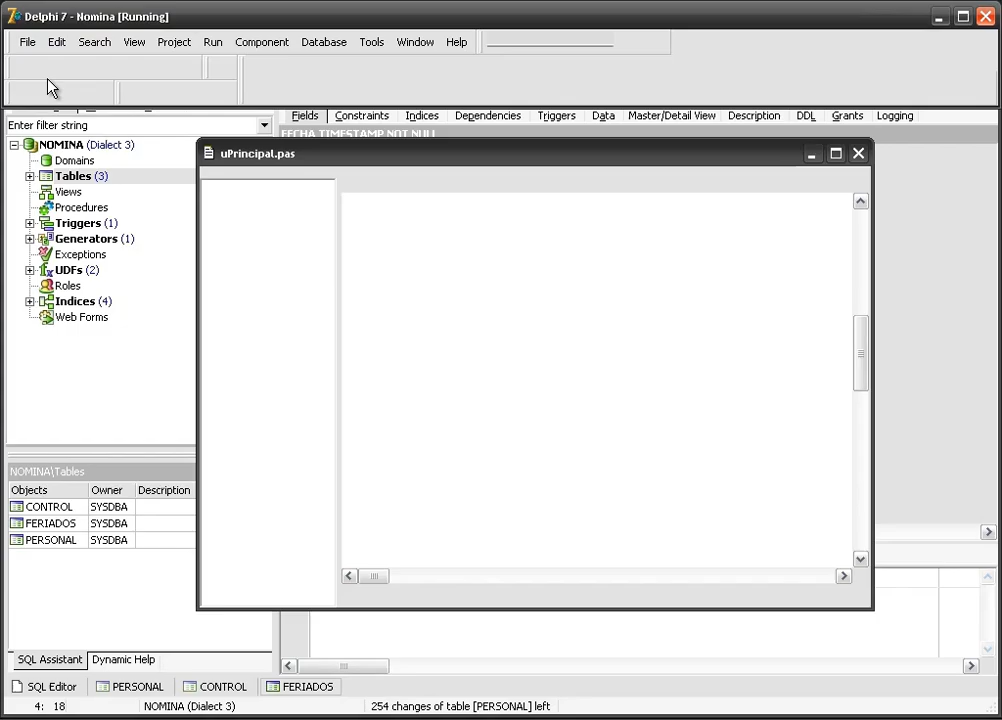 Delphi 7 - Nomina [Running]
File Edit Search View Project Run Component Database Tools Window Help
Enter filter string
Fields Constraints Indices Dependencies Triggers Data Master/Detail View Description DDL Grants Logging
FECHA TIMESTAMP NOT NULL
NOMINA (Dialect 3)
Domains
Tables (3)
Views
Procedures
Triggers (1)
Generators (1)
Exceptions
UDFs (2)
Roles
Indices (4)
Web Forms
uPrincipal.pas
NOMINA\Tables
Objects Owner Description
CONTROL SYSDBA
FERIADOS SYSDBA
PERSONAL SYSDBA
SQL Assistant Dynamic Help
SQL Editor PERSONAL CONTROL FERIADOS
4: 18 NOMINA (Dialect 3) 254 changes of table [PERSONAL] left